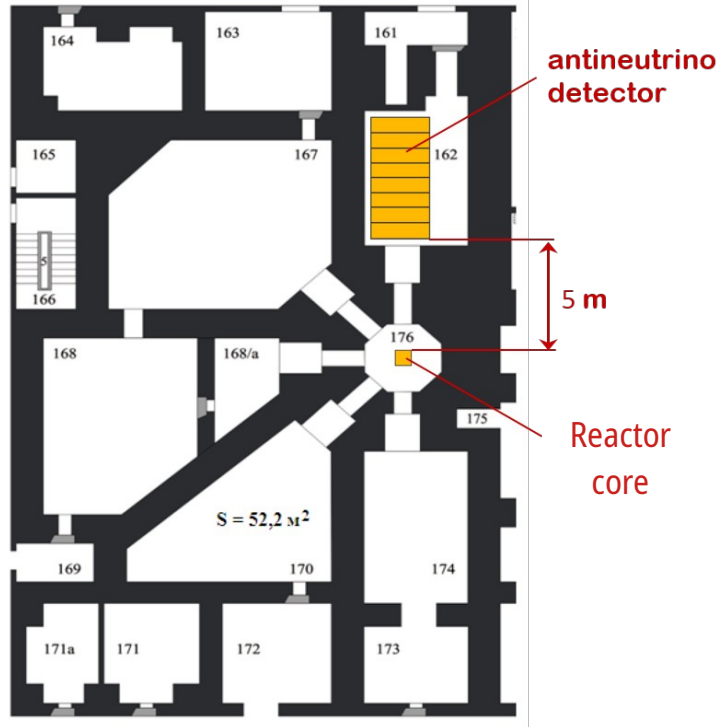 164
163
161
antineutrino
detector
165
167
162
5
166
5 m
176
168
168/a
175
Reactor
core
S = 52,2 м²
169
170
174
171a
171
172
173